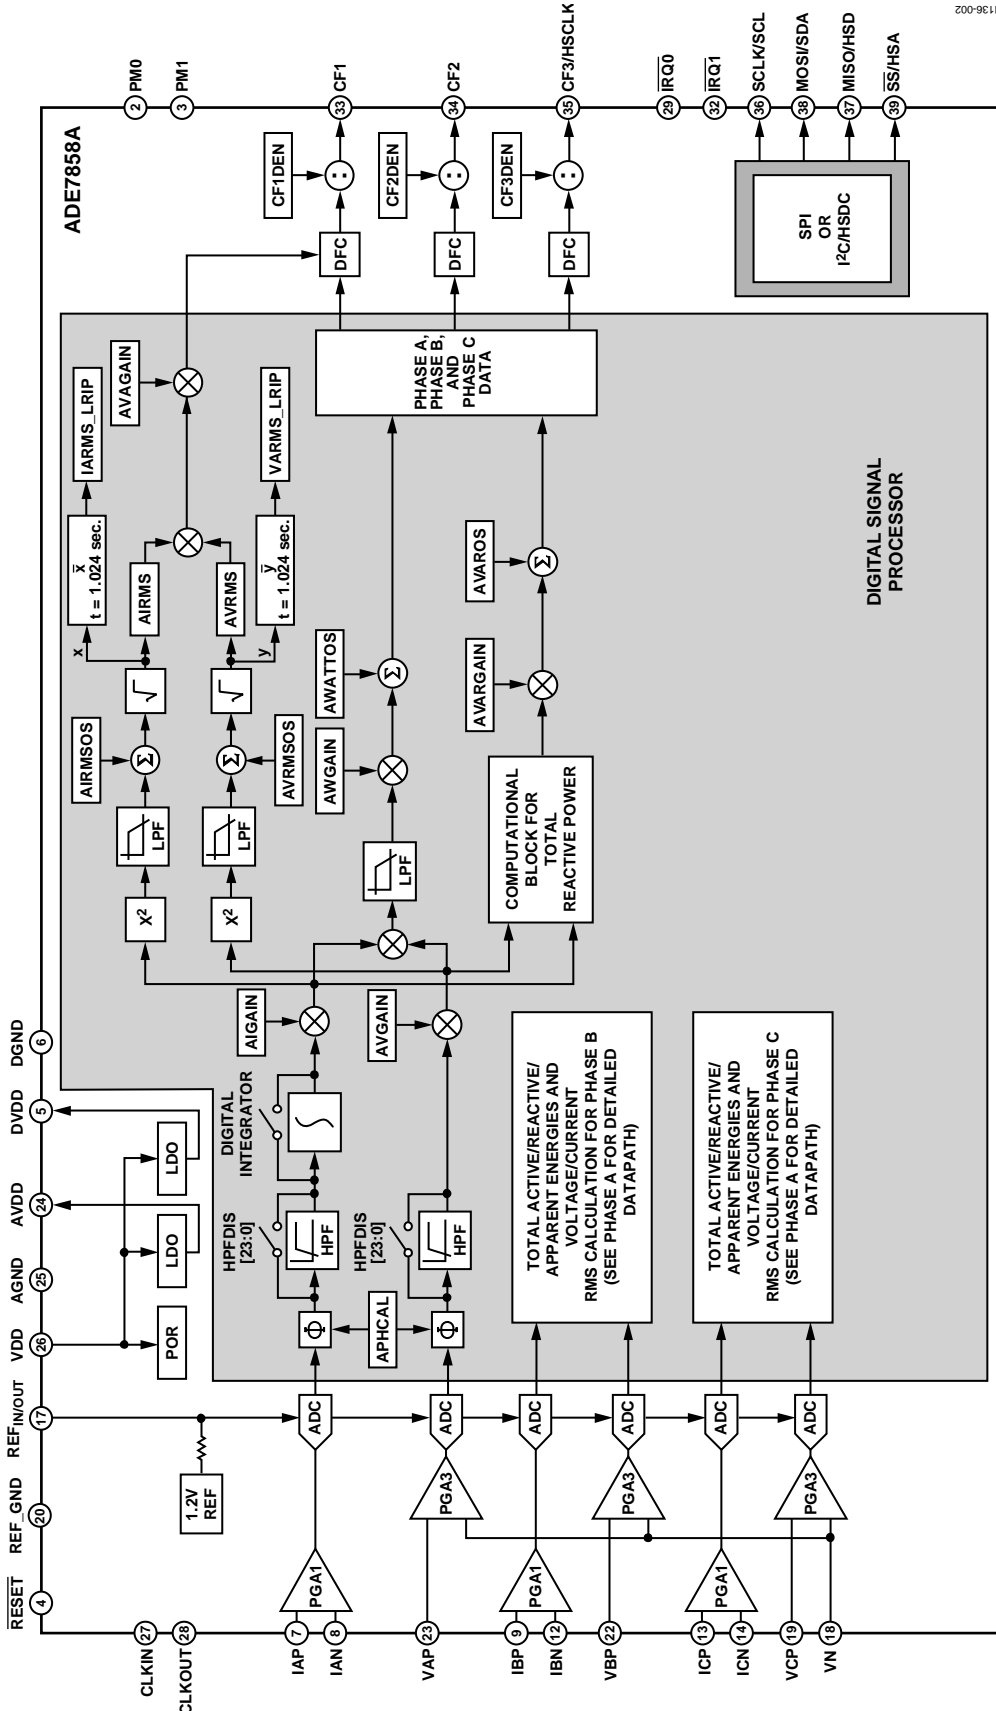 RESET
4
REF_GND
20
REFIN/OUT
17
VDD
26
AGND
25
AVDD
24
DVDD
5
DGND
6
ADE7858A
CLKIN
27
CLKOUT
28
1.2V
REF
POR
LDO
LDO
IAP
7
IAN
8
PGA1
ADC
VAP
23
PGA3
ADC
IBP
9
IBN
12
PGA1
ADC
VBP
22
PGA3
ADC
ICP
13
ICN
14
PGA1
ADC
VCP
19
VN
18
PGA3
ADC
Φ
APHCAL
Φ
HPFDIS
[23:0]
HPF
HPFDIS
[23:0]
HPF
DIGITAL
INTEGRATOR
AIGAIN
AVGAIN
X2
X2
LPF
LPF
AIRMSOS
Σ
Σ
AVRMSOS
√
√
x
y
AIRMS
AVRMS
x
t = 1.024 sec.
y
t = 1.024 sec.
IARMS_LRIP
VARMS_LRIP
AVAGAIN
LPF
AWGAIN
AWATTOS
Σ
COMPUTATIONAL
BLOCK FOR
TOTAL
REACTIVE POWER
AVARGAIN
AVAROS
Σ
TOTAL ACTIVE/REACTIVE/
APPARENT ENERGIES AND
VOLTAGE/CURRENT
RMS CALCULATION FOR PHASE B
(SEE PHASE A FOR DETAILED
DATAPATH)
TOTAL ACTIVE/REACTIVE/
APPARENT ENERGIES AND
VOLTAGE/CURRENT
RMS CALCULATION FOR PHASE C
(SEE PHASE A FOR DETAILED
DATAPATH)
DIGITAL SIGNAL
PROCESSOR
PHASE A,
PHASE B,
AND
PHASE C
DATA
DFC
DFC
DFC
CF1DEN
:
CF2DEN
:
CF3DEN
:
SPI
OR
I2C/HSDC
2
PM0
3
PM1
33
CF1
34
CF2
35
CF3/HSCLK
29
IRQ0
32
IRQ1
36
SCLK/SCL
38
MOSI/SDA
37
MISO/HSD
39
SS/HSA